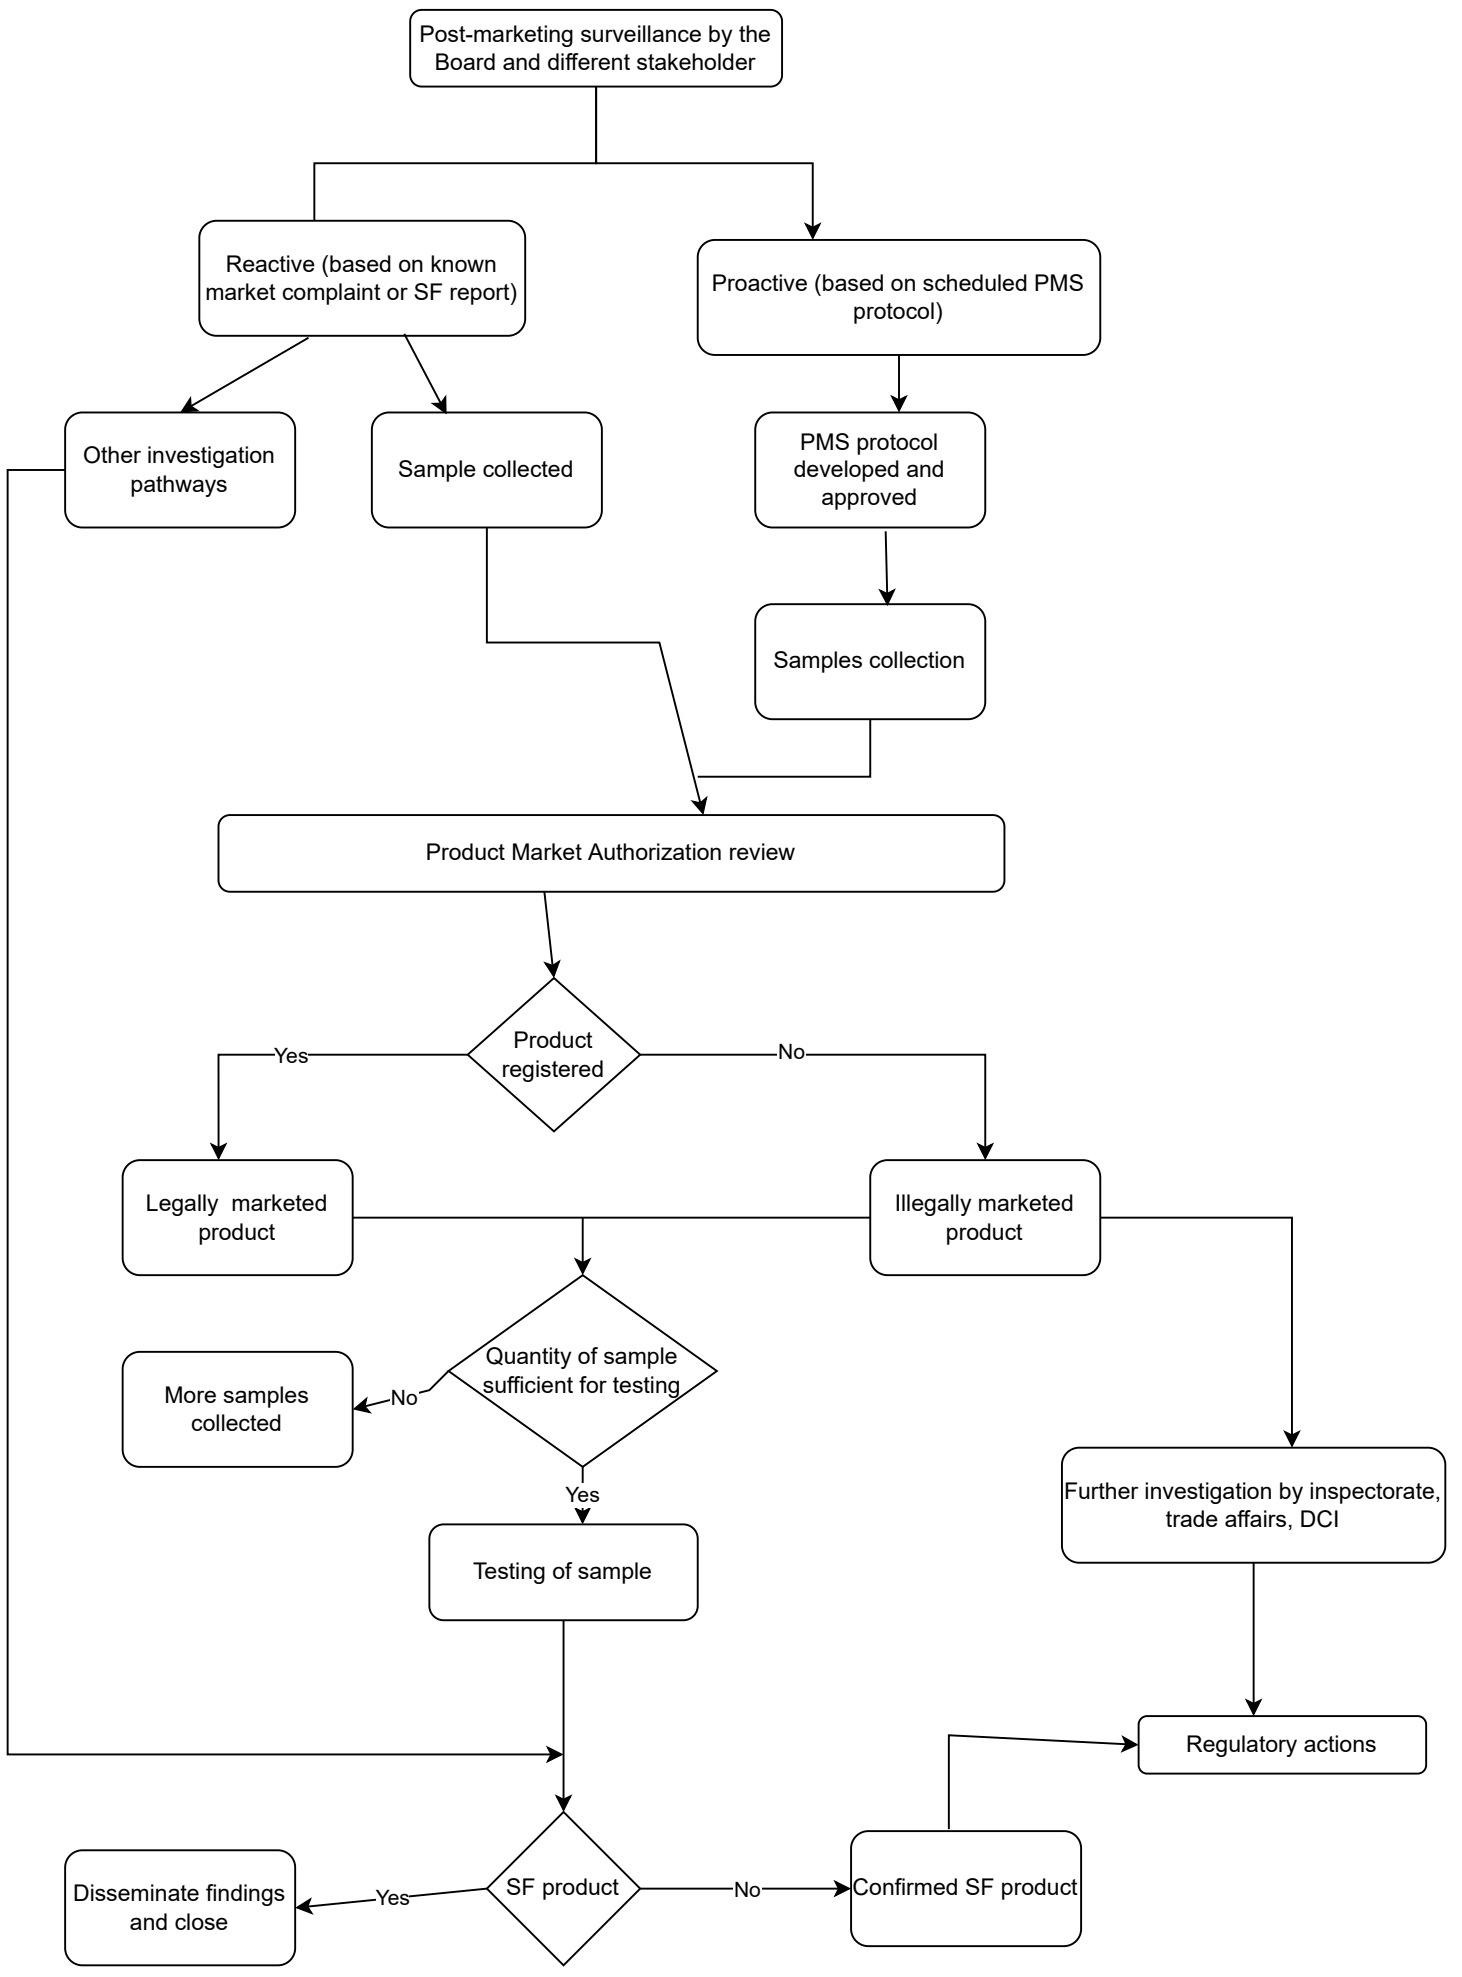 Post-marketing surveillance by the
Board and different stakeholder
Reactive (based on known
market complaint or SF report)
Proactive (based on scheduled PMS
protocol)
Other investigation
pathways
Sample collected
PMS protocol
developed and
approved
Samples collection
Product Market Authorization review
Product
registered
Yes
No
Legally  marketed
product
Illegally marketed
product
Quantity of sample
sufficient for testing
No
More samples
collected
Yes
Further investigation by inspectorate,
trade affairs, DCI
Testing of sample
Regulatory actions
SF product
Yes
No
Disseminate findings
and close
Confirmed SF product